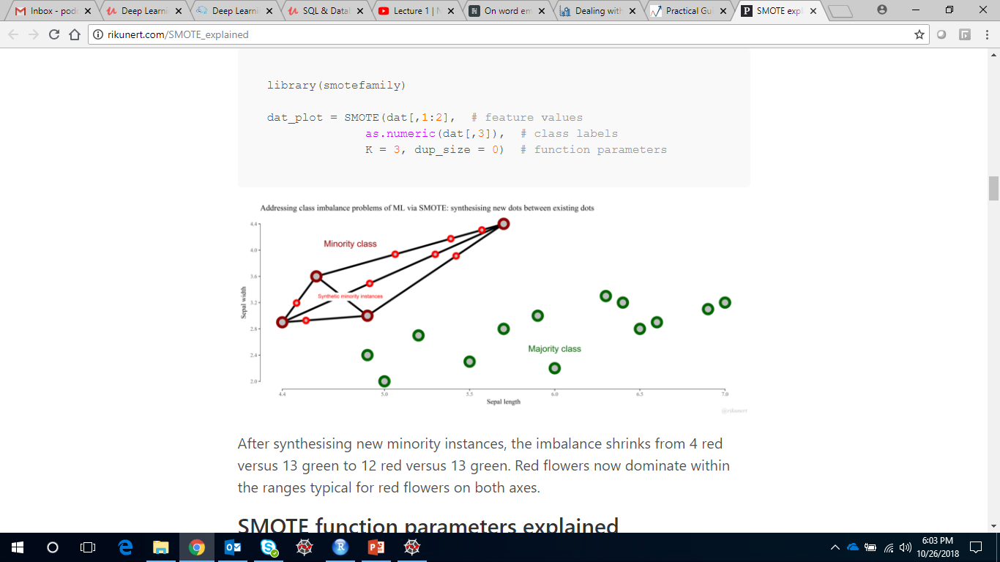 Inbox - pod
Deep Learni
Deep Learni
SQL & Data
Lecture 1 | N
On word em
Dealing with
Practical Gu
SMOTE expl
rikunert.com/SMOTE_explained
library(smotefamily)
dat_plot = SMOTE(dat[,1:2],  # feature values
as.numeric(dat[,3]),  # class labels
K = 3, dup_size = 0)  # function parameters
Addressing class imbalance problems of ML via SMOTE: synthesising new dots between existing dots
4.4
4.0
3.6
3.2
2.8
2.4
2.0
Sepal width
Minority class
Synthetic minority instances
Majority class
4.4 5.0 5.5 6.0 6.5 7.0
Sepal length
@rikunert
After synthesising new minority instances, the imbalance shrinks from 4 red
versus 13 green to 12 red versus 13 green. Red flowers now dominate within
the ranges typical for red flowers on both axes.
SMOTE function parameters explained
6:03 PM
10/26/2018